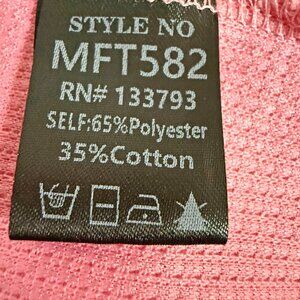 STYLE NO
MFT582
RN# 133793
SELF:65%Polyester
35%Cotton